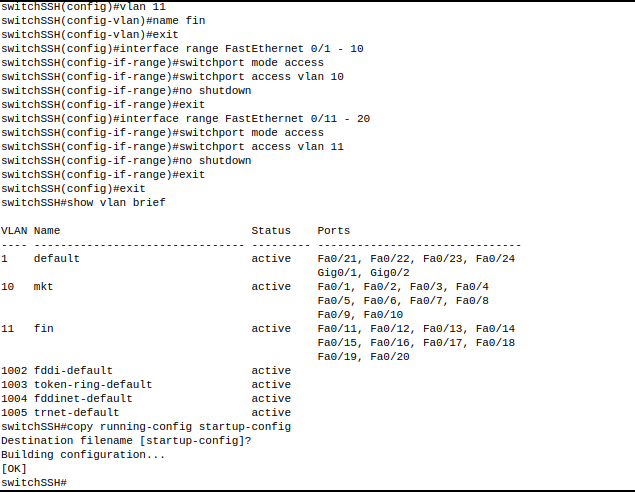 switchSSH(config)#vlan 11
switchSSH(config-vlan)#name fin
switchSSH(config-vlan)#exit
switchSSH(config)#interface range FastEthernet 0/1 - 10
switchSSH(config-if-range)#switchport mode access
switchSSH(config-if-range)#switchport access vlan 10
switchSSH(config-if-range)#no shutdown
switchSSH(config-if-range)#exit
switchSSH(config)#interface range FastEthernet 0/11 - 20
switchSSH(config-if-range)#switchport mode access
switchSSH(config-if-range)#switchport access vlan 11
switchSSH(config-if-range)#no shutdown
switchSSH(config-if-range)#exit
switchSSH(config)#exit
switchSSH#show vlan brief

VLAN Name                             Status    Ports
---- -------------------------------- --------- -------------------------------
1    default                          active    Fa0/21, Fa0/22, Fa0/23, Fa0/24
                                                Gig0/1, Gig0/2
10   mkt                              active    Fa0/1, Fa0/2, Fa0/3, Fa0/4
                                                Fa0/5, Fa0/6, Fa0/7, Fa0/8
                                                Fa0/9, Fa0/10
11   fin                              active    Fa0/11, Fa0/12, Fa0/13, Fa0/14
                                                Fa0/15, Fa0/16, Fa0/17, Fa0/18
                                                Fa0/19, Fa0/20
1002 fddi-default                     active
1003 token-ring-default               active
1004 fddinet-default                  active
1005 trnet-default                    active
switchSSH#copy running-config startup-config
Destination filename [startup-config]?
Building configuration...
[OK]
switchSSH#